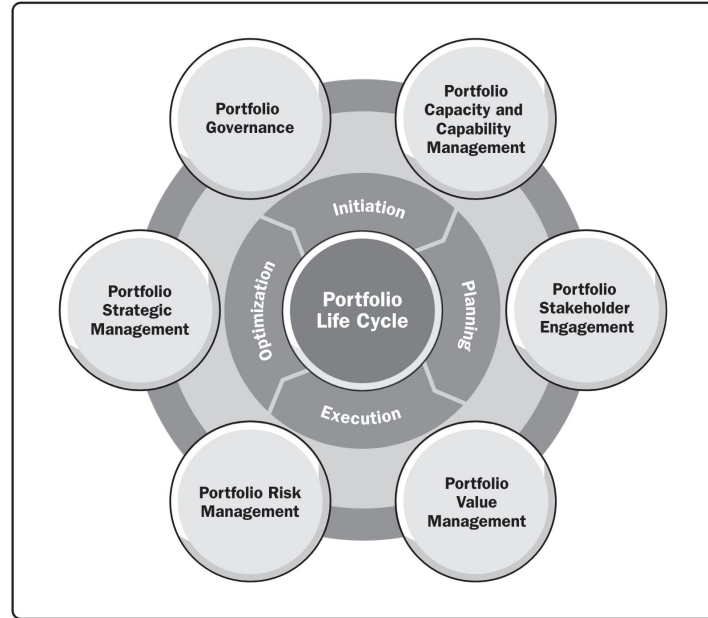 Portfolio
Governance
Portfolio
Capacity and
Capability
Management
Initiation
Portfolio
Strategic
Management
Optimization
Portfolio
Life Cycle
Planning
Portfolio
Stakeholder
Engagement
Execution
Portfolio Risk
Management
Portfolio
Value
Management